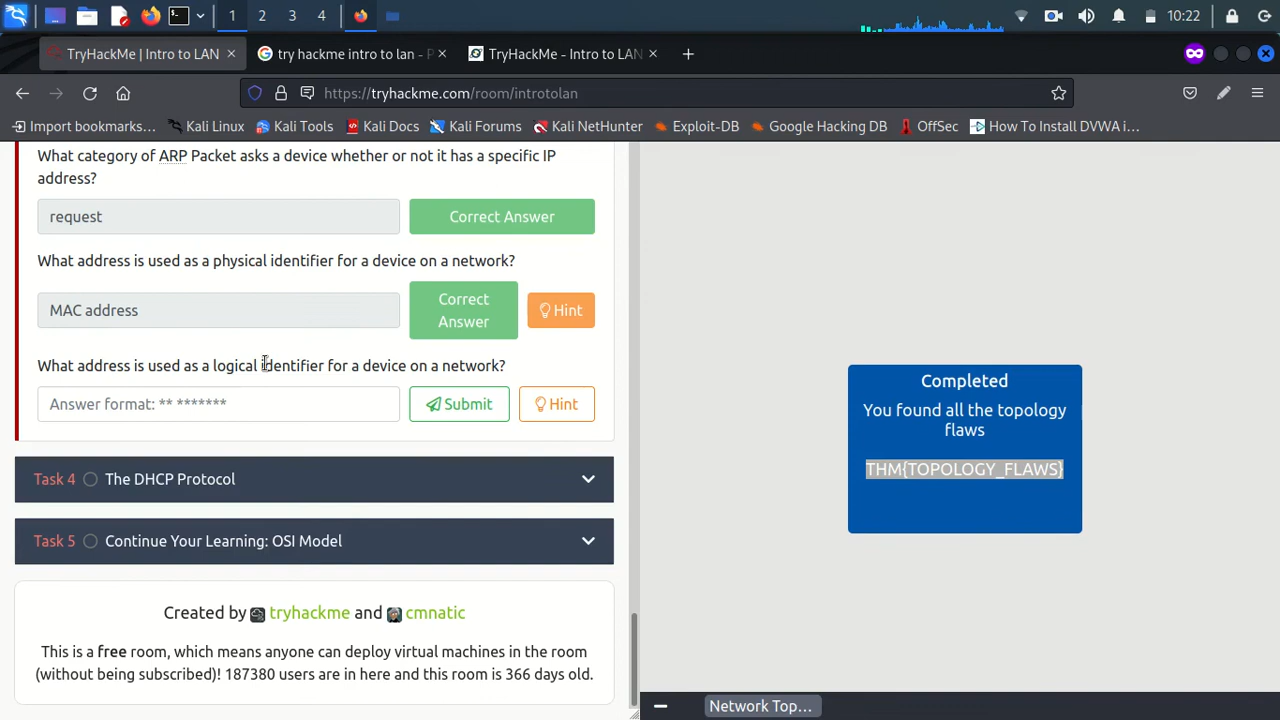 1 2 3 4 10:22
TryHackMe | Intro to LAN
try hackme intro to lan - P
TryHackMe - Intro to LAN
https://tryhackme.com/room/introtolan
Import bookmarks… Kali Linux Kali Tools Kali Docs Kali Forums Kali NetHunter Exploit-DB Google Hacking DB OffSec How To Install DVWA i…
What category of ARP Packet asks a device whether or not it has a specific IP
address?
request Correct Answer
What address is used as a physical identifier for a device on a network?
MAC address Correct
Answer
Hint
What address is used as a logical identifier for a device on a network?
Answer format: ** ******* Submit Hint
Task 4 The DHCP Protocol
Task 5 Continue Your Learning: OSI Model
Created by tryhackme and cmnatic
This is a free room, which means anyone can deploy virtual machines in the room
(without being subscribed)! 187380 users are in here and this room is 366 days old.
Completed
You found all the topology
flaws
THM{TOPOLOGY_FLAWS}
Network Top...